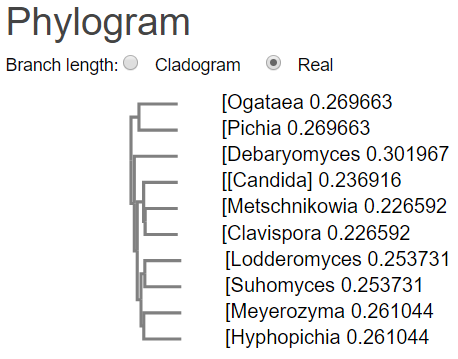 Phylogram
Branch length: Cladogram Real
[Ogataea 0.269663
[Pichia 0.269663
[Debaryomyces 0.301967
[[Candida] 0.236916
[Metschnikowia 0.226592
[Clavispora 0.226592
[Lodderomyces 0.253731
[Suhomyces 0.253731
[Meyerozyma 0.261044
[Hyphopichia 0.261044